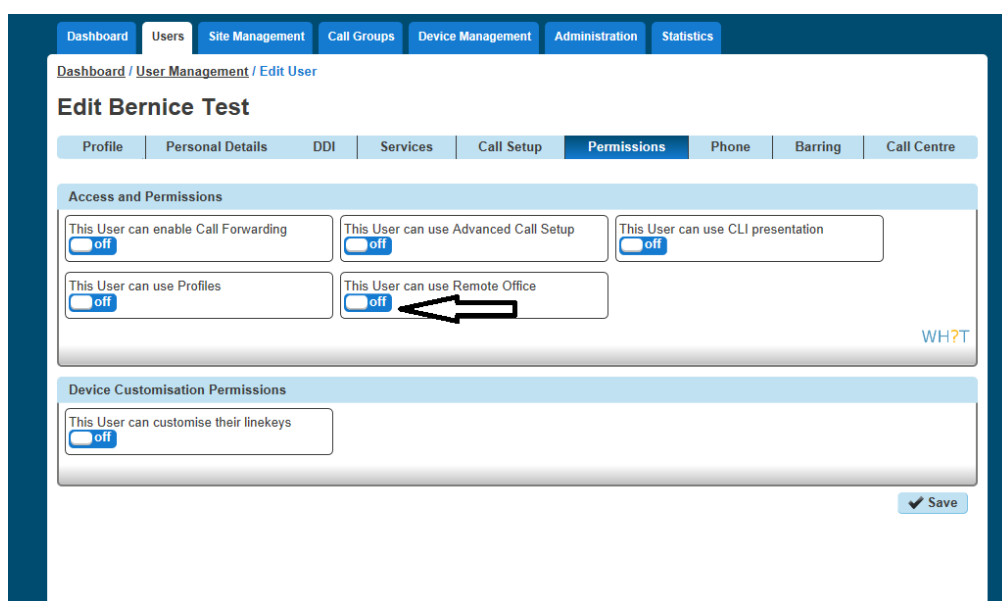 Dashboard Users Site Management Call Groups Device Management Administration Statistics
Dashboard / User Management / Edit User
Edit Bernice Test
Profile Personal Details DDI Services Call Setup Permissions Phone Barring Call Centre
Access and Permissions
This User can enable Call Forwarding This User can use Advanced Call Setup This User can use CLI presentation
off off off
This User can use Profiles This User can use Remote Office
off off
WH?T
Device Customisation Permissions
This User can customise their linekeys
off
Save